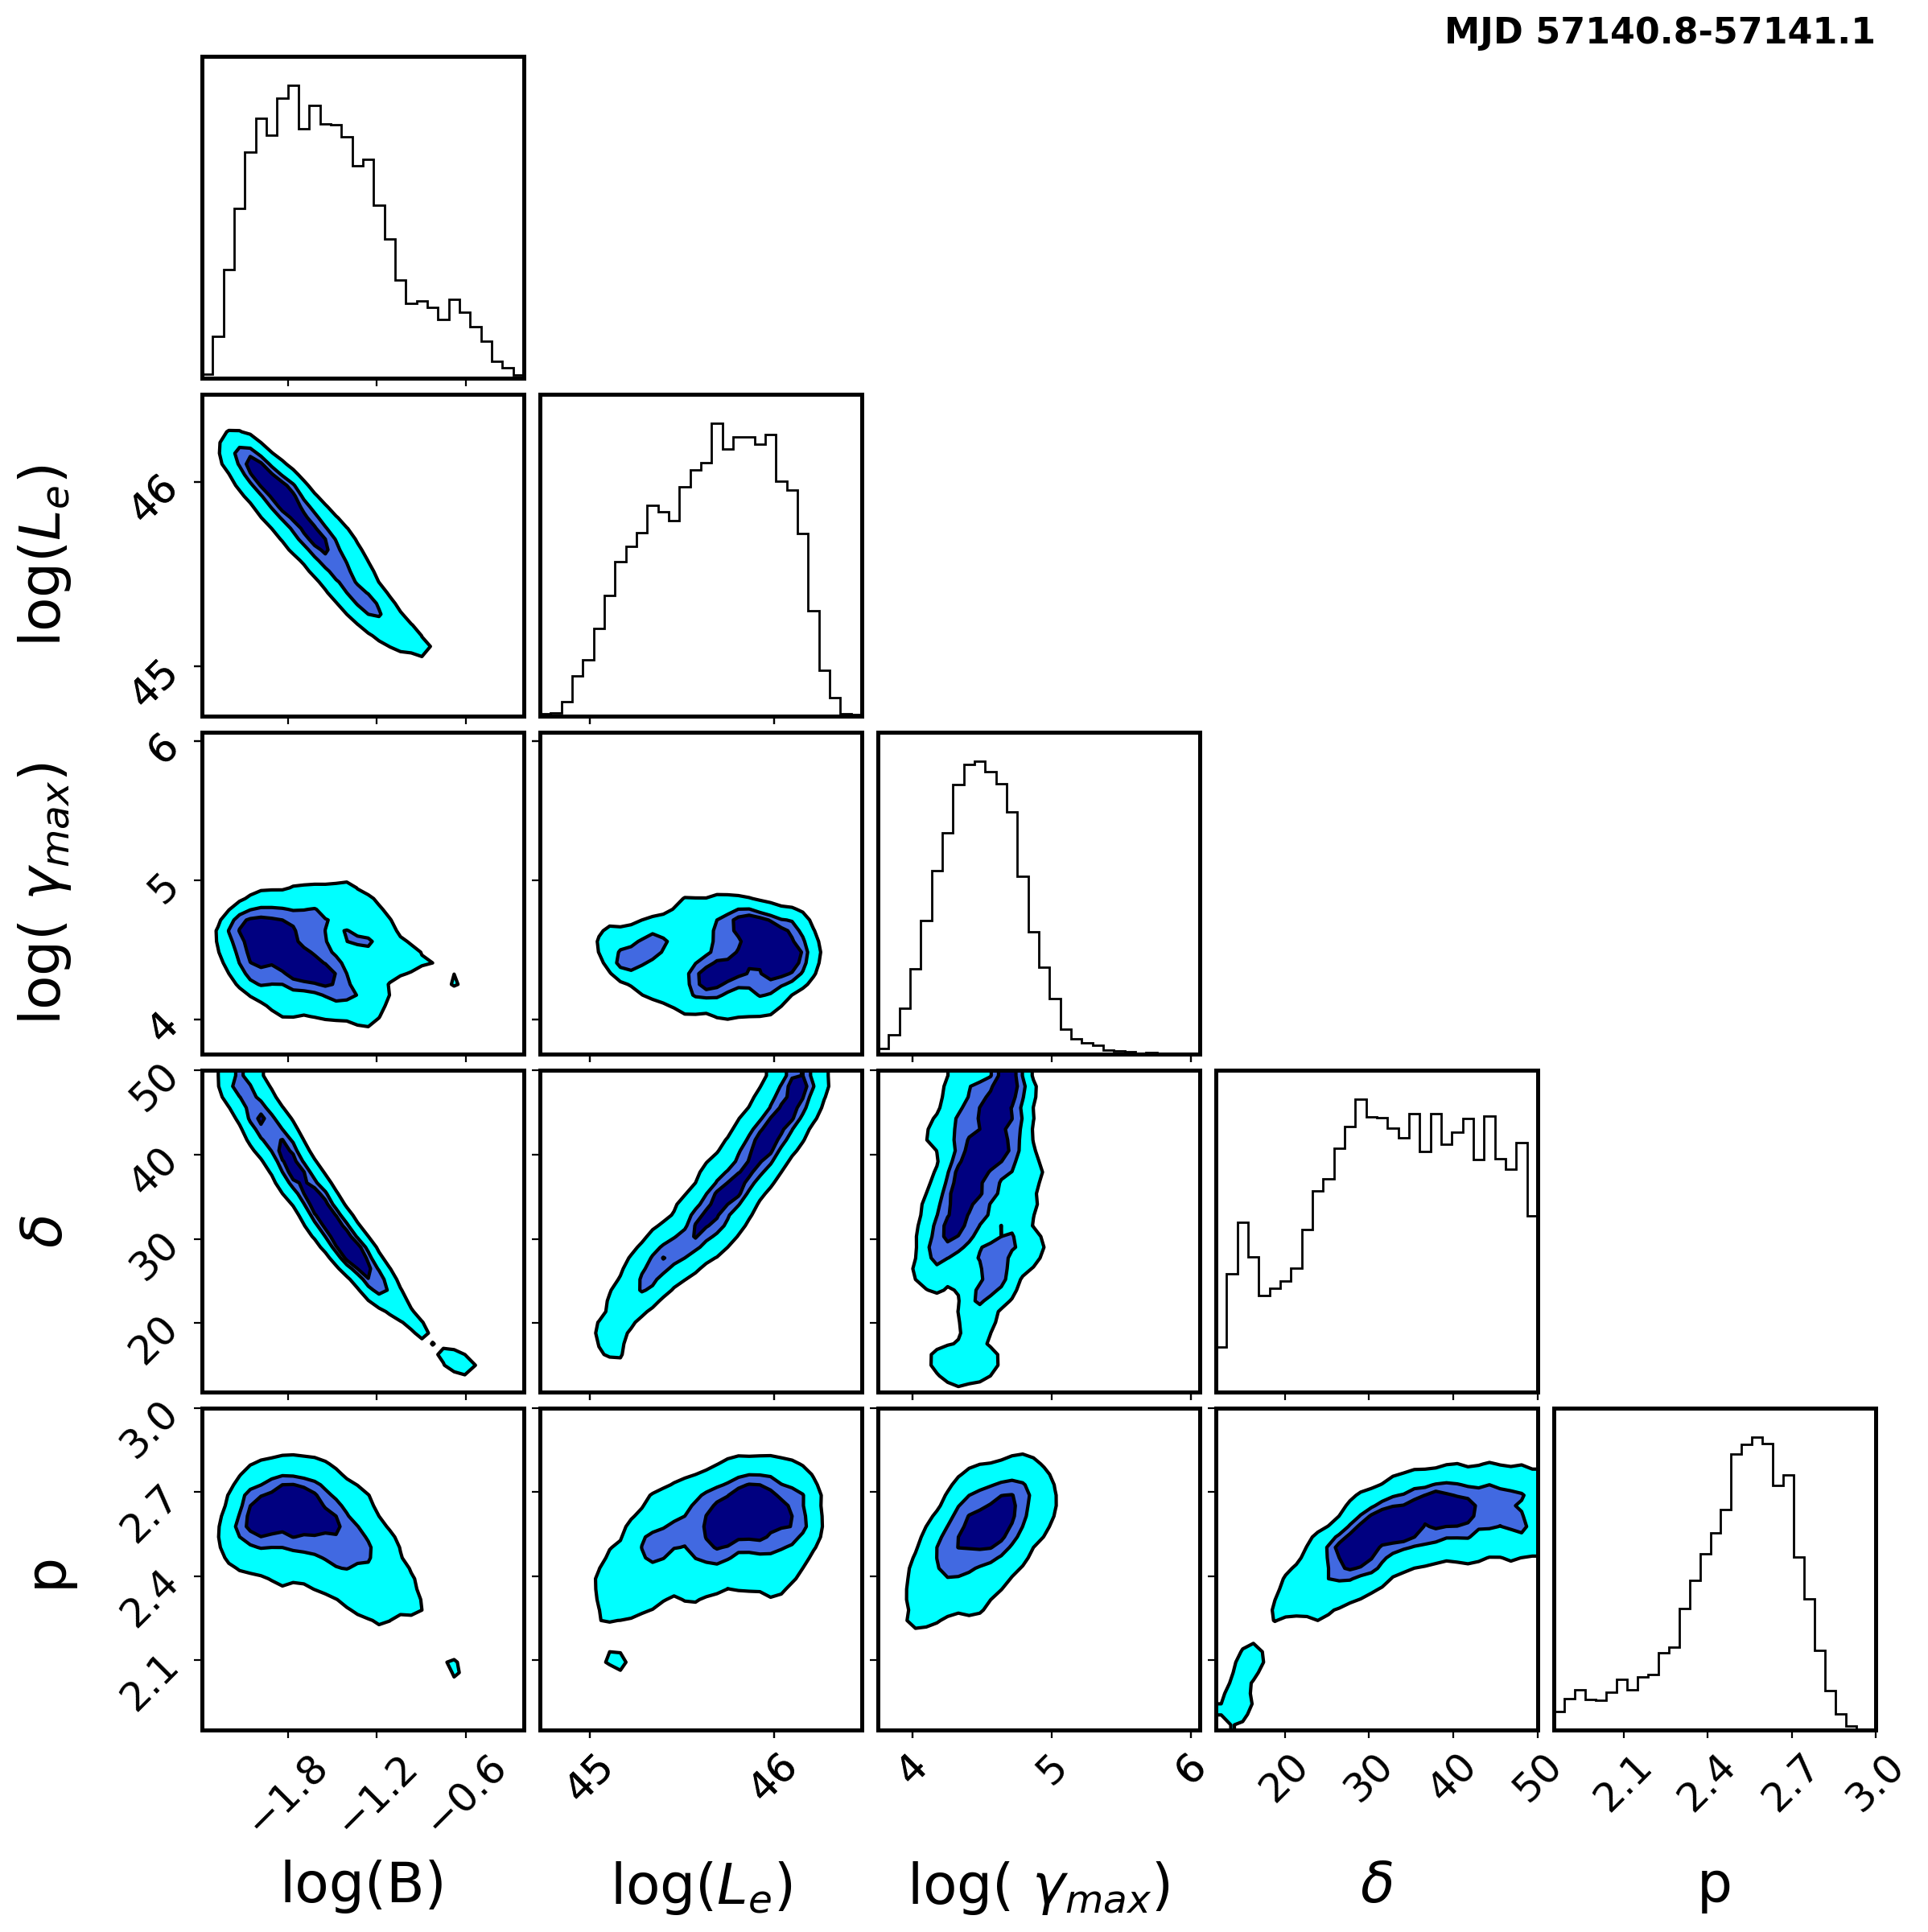 MJD 57140.8-57141.1
log(L_e)
46
45
log( γ_max)
6
5
4
δ
50
40
30
20
p
3.0
2.7
2.4
2.1
−1.8 −1.2 −0.6 45 46 4 5 6 20 30 40 50 2.1 2.4 2.7 3.0
log(B) log(L_e) log( γ_max) δ p